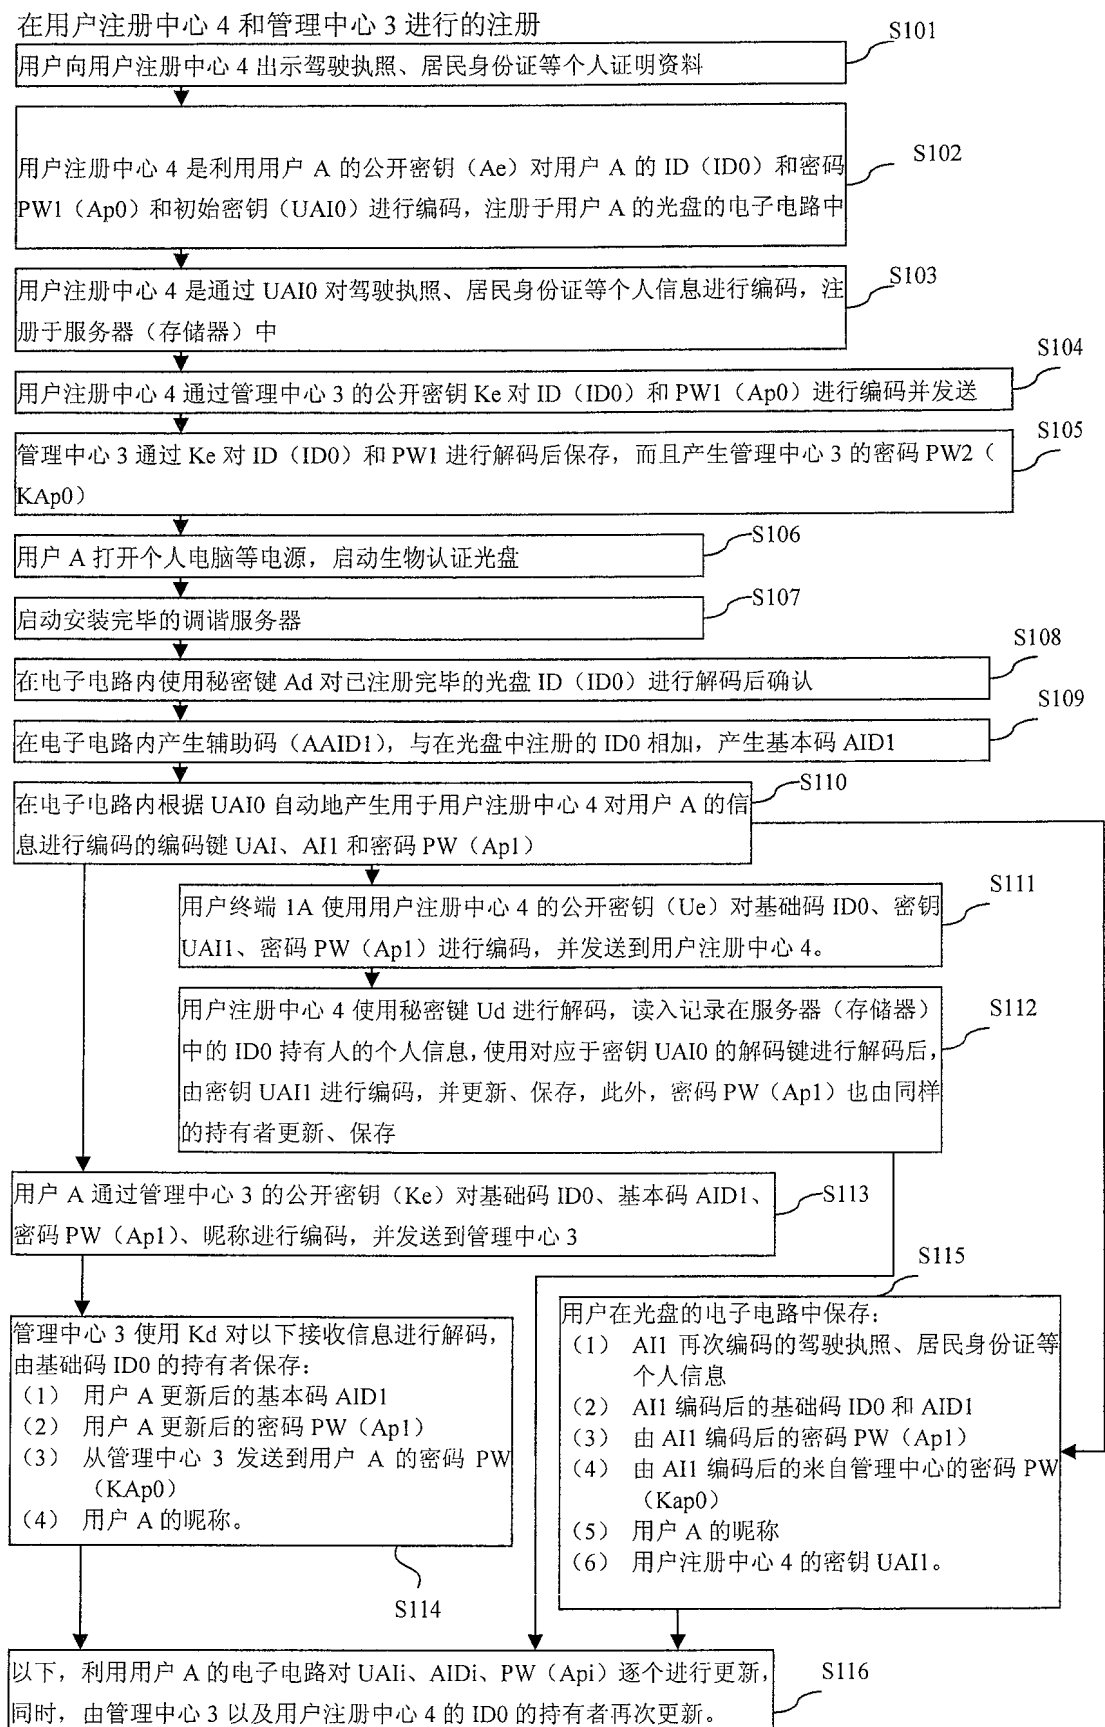 在用户注册中心 4 和管理中心 3 进行的注册
S101
用户向用户注册中心 4 出示驾驶执照、居民身份证等个人证明资料
S102
用户注册中心 4 是利用用户 A 的公开密钥（Ae）对用户 A 的 ID（ID0）和密码
PW1（Ap0）和初始密钥（UAI0）进行编码，注册于用户 A 的光盘的电子电路中
S103
用户注册中心 4 是通过 UAI0 对驾驶执照、居民身份证等个人信息进行编码，注
册于服务器（存储器）中
S104
用户注册中心 4 通过管理中心 3 的公开密钥 Ke 对 ID（ID0）和 PW1（Ap0）进行编码并发送
S105
管理中心 3 通过 Ke 对 ID（ID0）和 PW1 进行解码后保存，而且产生管理中心 3 的密码 PW2（
KAp0）
S106
用户 A 打开个人电脑等电源，启动生物认证光盘
S107
启动安装完毕的调谐服务器
S108
在电子电路内使用秘密键 Ad 对已注册完毕的光盘 ID（ID0）进行解码后确认
S109
在电子电路内产生辅助码（AAID1），与在光盘中注册的 ID0 相加，产生基本码 AID1
S110
在电子电路内根据 UAI0 自动地产生用于用户注册中心 4 对用户 A 的信
息进行编码的编码键 UAI、AI1 和密码 PW（Ap1）
S111
用户终端 1A 使用用户注册中心 4 的公开密钥（Ue）对基础码 ID0、密钥
UAI1、密码 PW（Ap1）进行编码，并发送到用户注册中心 4。
S112
用户注册中心 4 使用秘密键 Ud 进行解码，读入记录在服务器（存储器）
中的 ID0 持有人的个人信息，使用对应于密钥 UAI0 的解码键进行解码后，
由密钥 UAI1 进行编码，并更新、保存，此外，密码 PW（Ap1）也由同样
的持有者更新、保存
S113
用户 A 通过管理中心 3 的公开密钥（Ke）对基础码 ID0、基本码 AID1、
密码 PW（Ap1）、昵称进行编码，并发送到管理中心 3
S114
管理中心 3 使用 Kd 对以下接收信息进行解码，
由基础码 ID0 的持有者保存：
（1） 用户 A 更新后的基本码 AID1
（2） 用户 A 更新后的密码 PW（Ap1）
（3） 从管理中心 3 发送到用户 A 的密码 PW
（KAp0）
（4） 用户 A 的昵称。
S115
用户在光盘的电子电路中保存：
（1） AI1 再次编码的驾驶执照、居民身份证等
个人信息
（2） AI1 编码后的基础码 ID0 和 AID1
（3） 由 AI1 编码后的密码 PW（Ap1）
（4） 由 AI1 编码后的来自管理中心的密码 PW
（Kap0）
（5） 用户 A 的昵称
（6） 用户注册中心 4 的密钥 UAI1。
S116
以下，利用用户 A 的电子电路对 UAIi、AIDi、PW（Api）逐个进行更新，
同时，由管理中心 3 以及用户注册中心 4 的 ID0 的持有者再次更新。